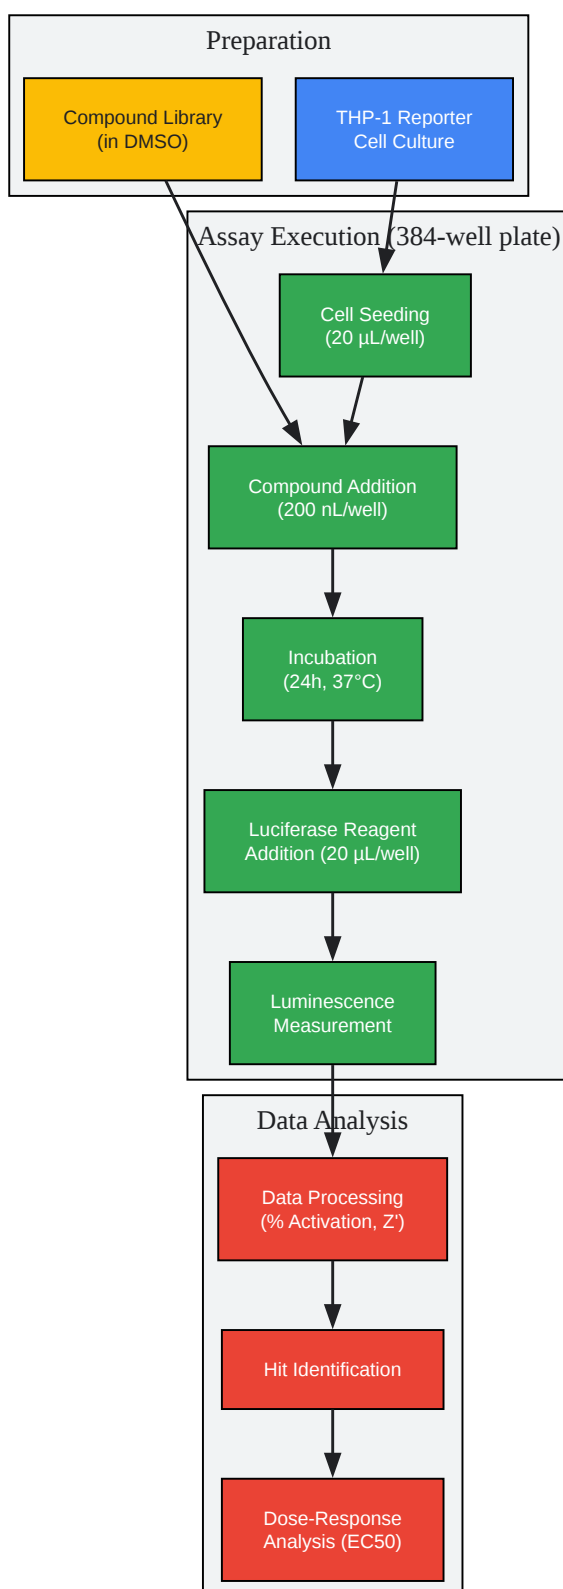 Preparation
Compound Library
(in DMSO)
THP-1 Reporter
Cell Culture
Assay Execution (384-well plate)
Cell Seeding
(20 µL/well)
Compound Addition
(200 nL/well)
Incubation
(24h, 37°C)
Luciferase Reagent
Addition (20 µL/well)
Luminescence
Measurement
Data Analysis
Data Processing
(% Activation, Z')
Hit Identification
Dose-Response
Analysis (EC50)